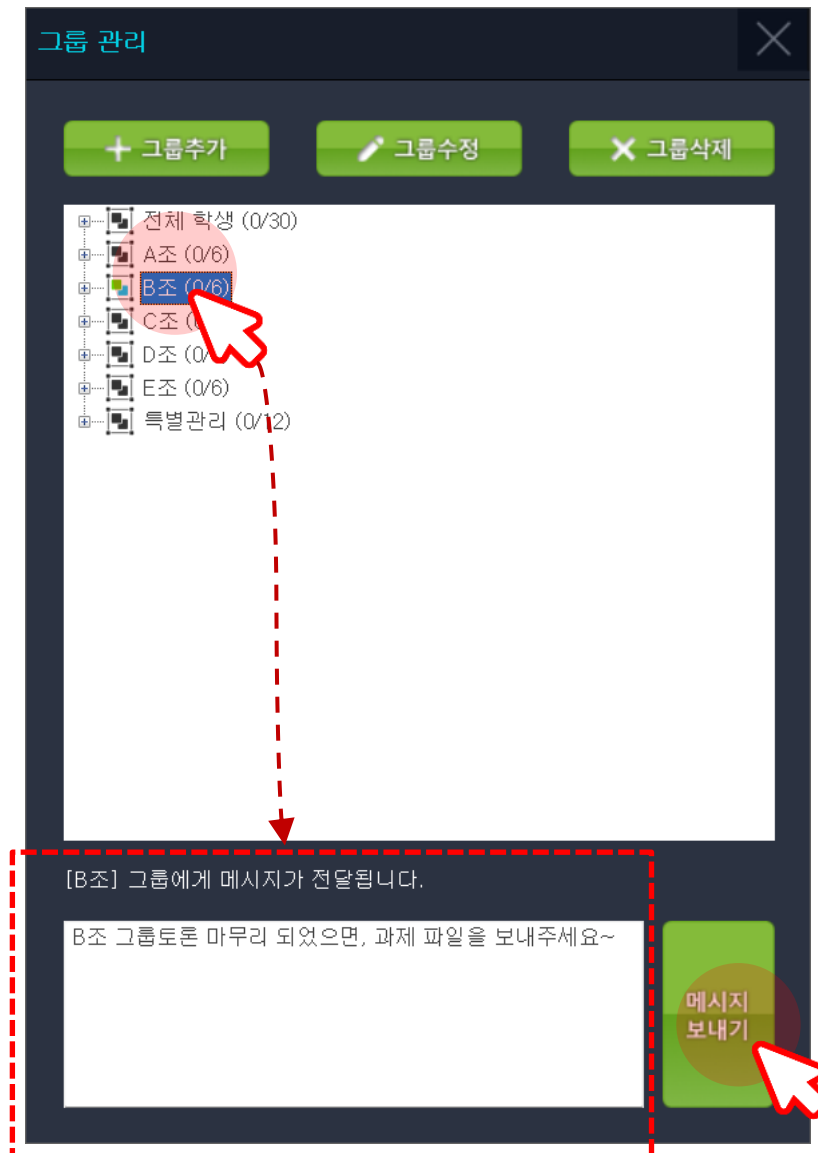 그룹 관리
그룹추가
그룹수정
그룹삭제
전체 학생 (0/30)
A조 (0/6)
B조 (0/6)
C조 (0
D조 (0/
E조 (0/6)
특별관리 (0/12)
[B조] 그룹에게 메시지가 전달됩니다.
B조 그룹토론 마무리 되었으면, 과제 파일을 보내주세요~
메시지
보내기